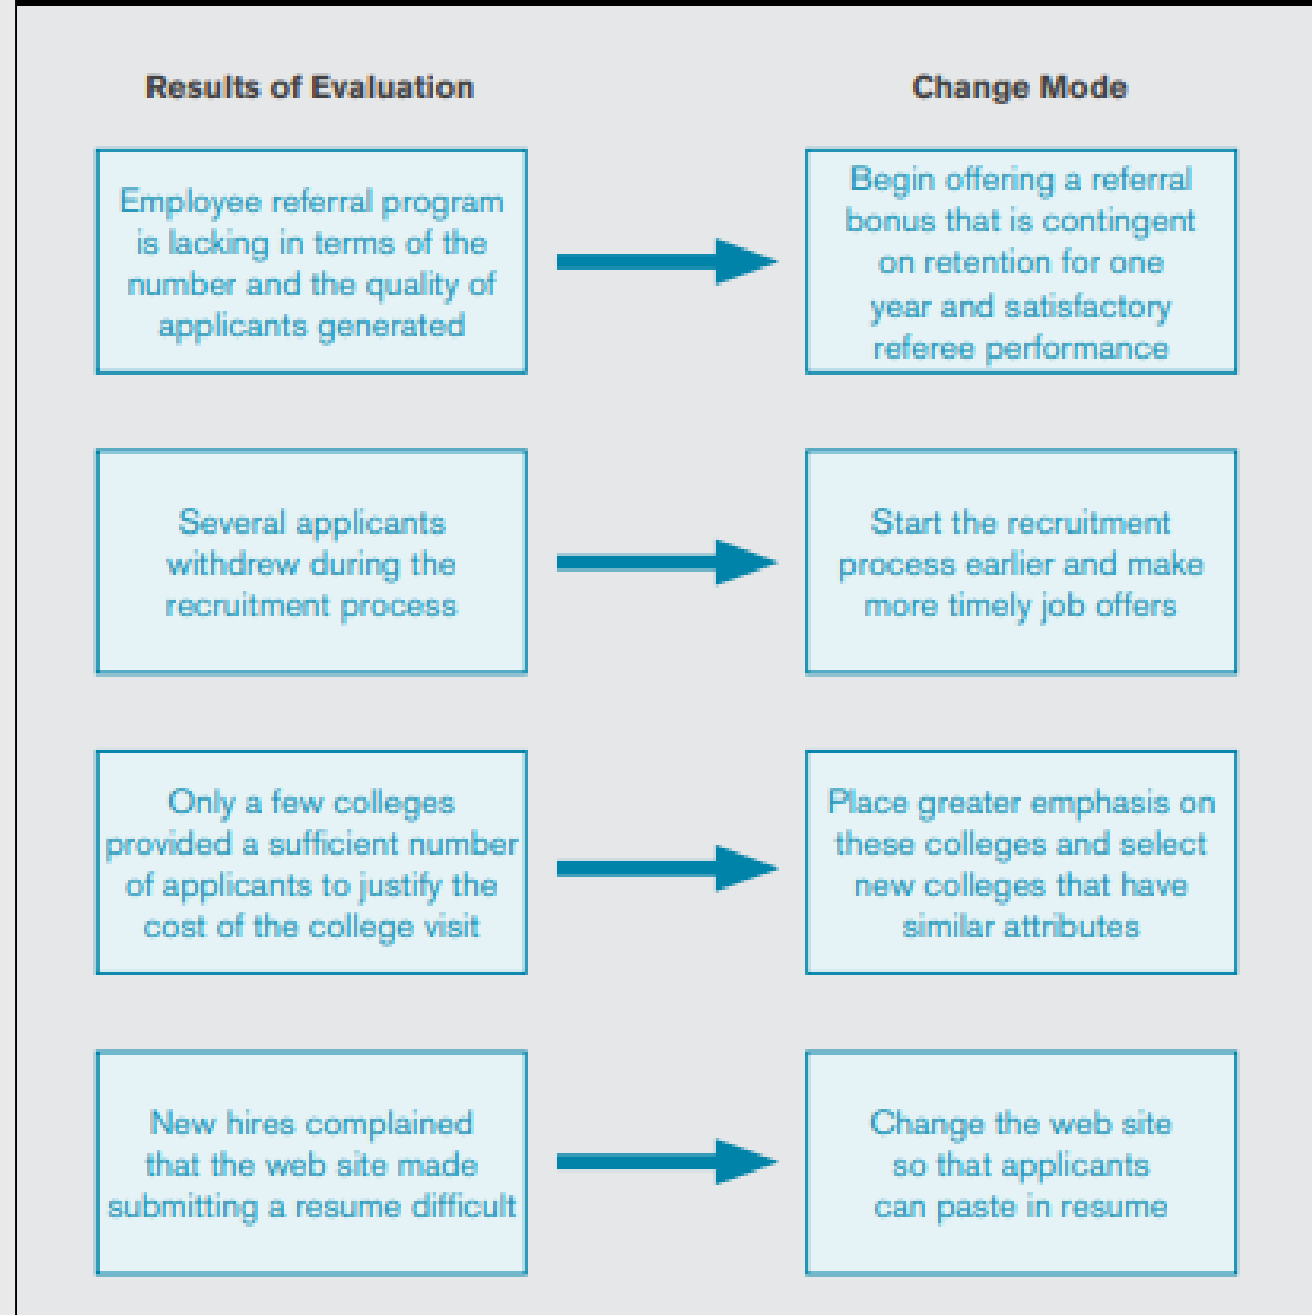 Results of Evaluation
Change Mode
Employee referral program
is lacking in terms of the
number and the quality of
applicants generated
Begin offering a referral
bonus that is contingent
on retention for one
year and satisfactory
referee performance
Several applicants
withdrew during the
recruitment process
Start the recruitment
process earlier and make
more timely job offers
Only a few colleges
provided a sufficient number
of applicants to justify the
cost of the college visit
Place greater emphasis on
these colleges and select
new colleges that have
similar attributes
New hires complained
that the web site made
submitting a resume difficult
Change the web site
so that applicants
can paste in resume